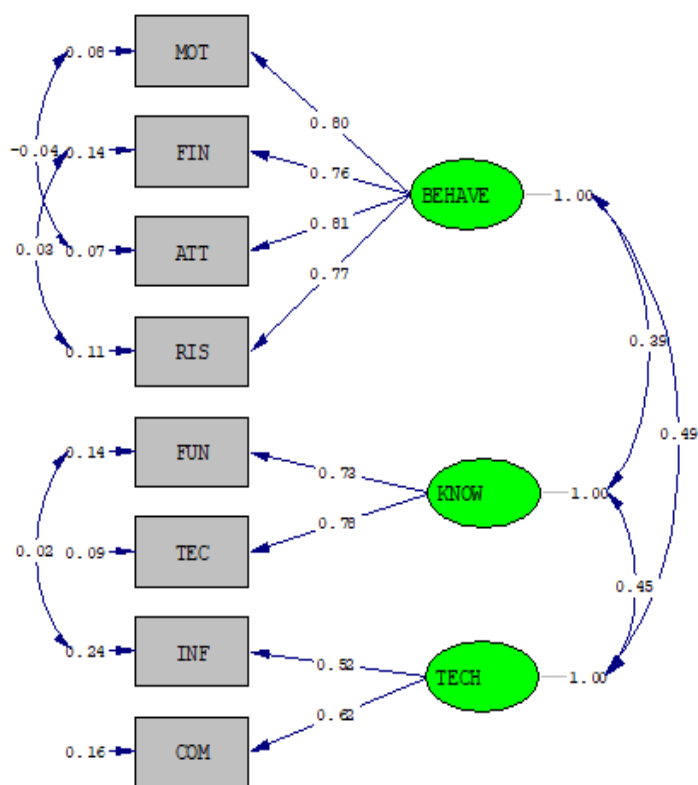 0.08
MOT
0.80
-0.04
0.14
FIN
0.76
BEHAVE
1.00
0.81
0.03
0.07
ATT
0.77
0.11
RIS
0.39
0.49
0.14
FUN
0.73
KNOW
1.00
0.78
0.02
0.09
TEC
0.45
0.24
INF
0.52
TECH
1.00
0.62
0.16
COM